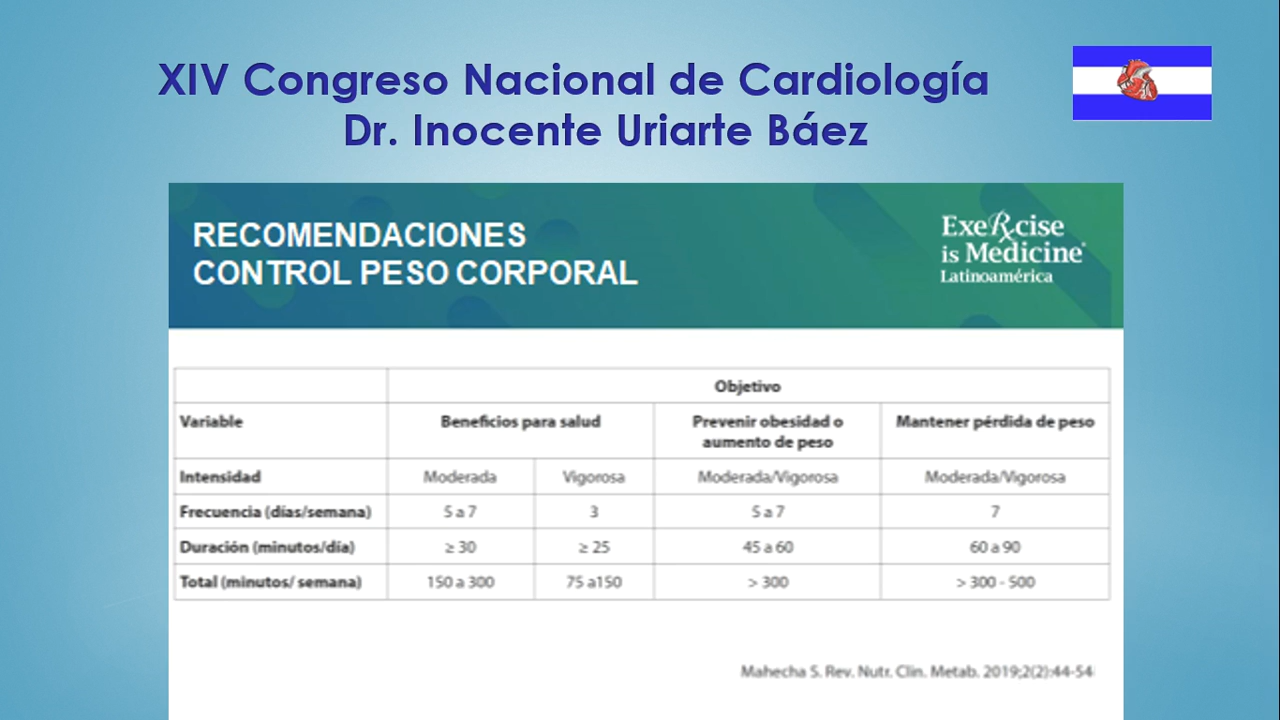 XIV Congreso Nacional de Cardiología
Dr. Inocente Uriarte Báez
RECOMENDACIONES
CONTROL PESO CORPORAL
ExeRcise
is Medicine®
Latinoamérica
Objetivo
Variable Beneficios para salud Prevenir obesidad o aumento de peso Mantener pérdida de peso
Intensidad Moderada Vigorosa Moderada/Vigorosa Moderada/Vigorosa
Frecuencia (días/semana) 5 a 7 3 5 a 7 7
Duración (minutos/día) ≥ 30 ≥ 25 45 a 60 60 a 90
Total (minutos/ semana) 150 a 300 75 a150 > 300 > 300 - 500
Mahecha S. Rev. Nutr. Clin. Metab. 2019;2(2):44-54